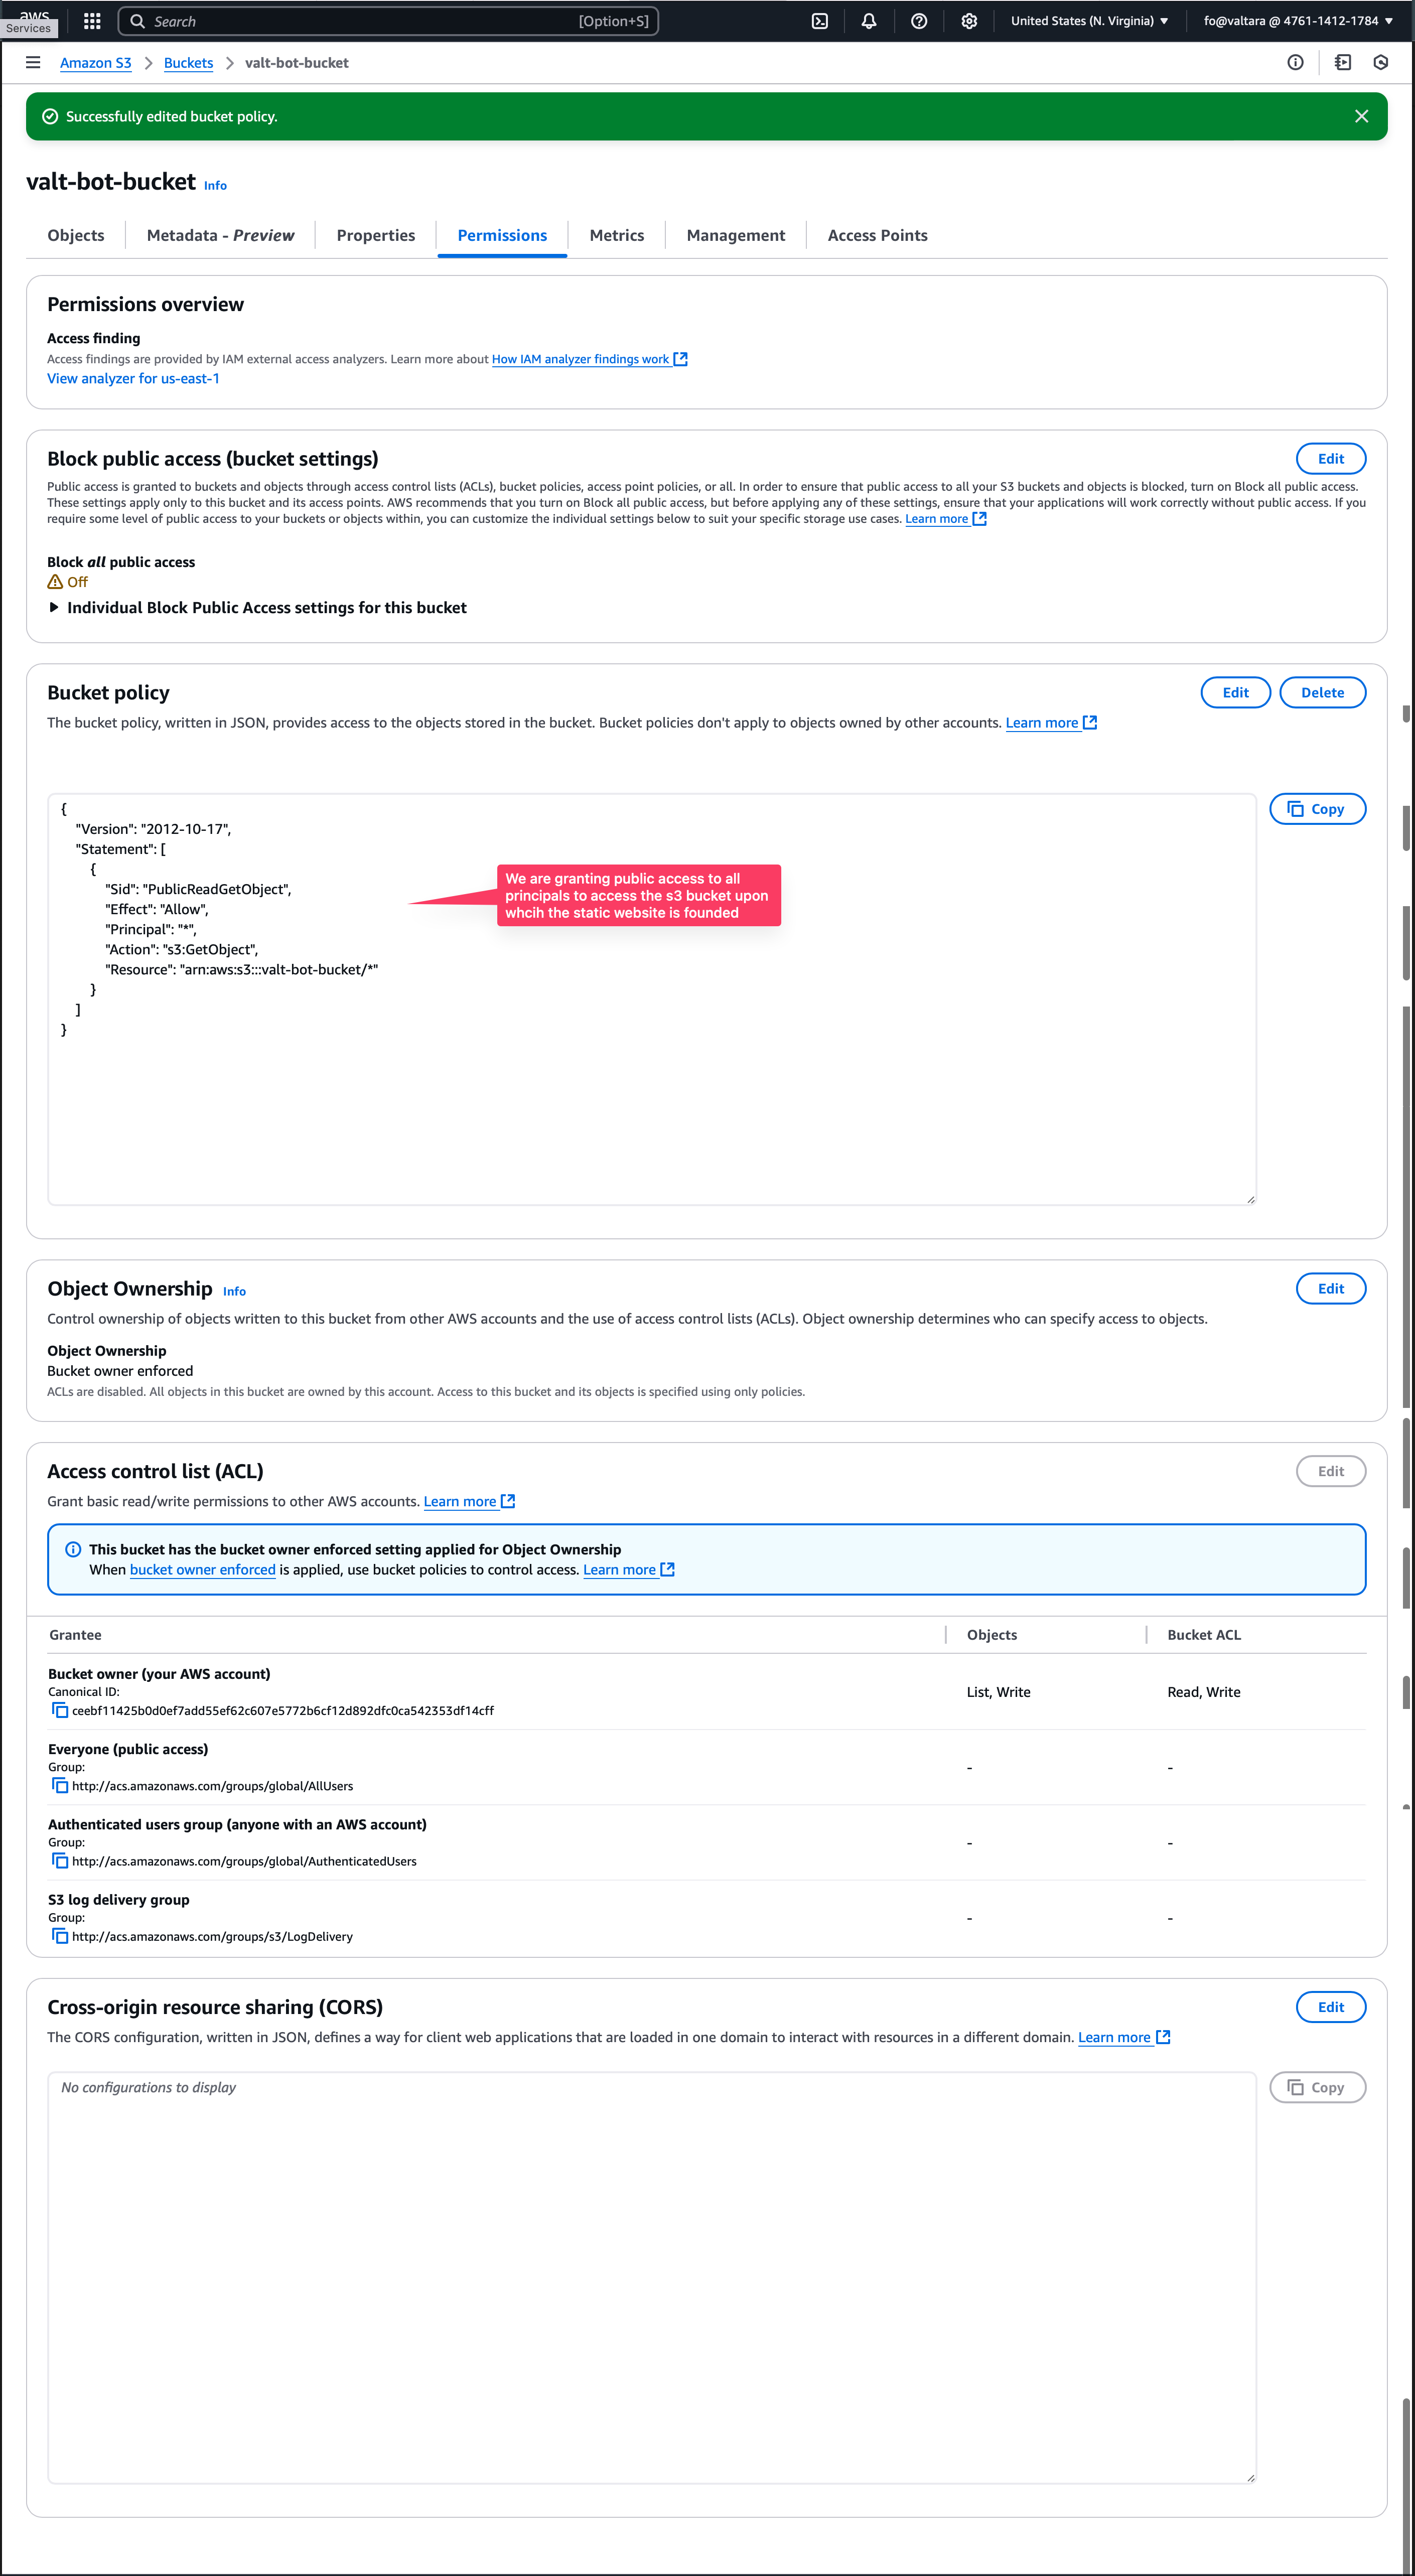 aws
Services
Search
[Option+S]
United States (N. Virginia)
fo@valtara @ 4761-1412-1784
Amazon S3
Buckets
valt-bot-bucket
Successfully edited bucket policy.
valt-bot-bucket Info
Objects
Metadata - Preview
Properties
Permissions
Metrics
Management
Access Points
Permissions overview
Access finding
Access findings are provided by IAM external access analyzers. Learn more about How IAM analyzer findings work
View analyzer for us-east-1
Block public access (bucket settings)
Edit
Public access is granted to buckets and objects through access control lists (ACLs), bucket policies, access point policies, or all. In order to ensure that public access to all your S3 buckets and objects is blocked, turn on Block all public access.
These settings apply only to this bucket and its access points. AWS recommends that you turn on Block all public access, but before applying any of these settings, ensure that your applications will work correctly without public access. If you
require some level of public access to your buckets or objects within, you can customize the individual settings below to suit your specific storage use cases. Learn more
Block all public access
Off
Individual Block Public Access settings for this bucket
Bucket policy
Edit
Delete
The bucket policy, written in JSON, provides access to the objects stored in the bucket. Bucket policies don't apply to objects owned by other accounts. Learn more
Copy
{
"Version": "2012-10-17",
"Statement": [
{
"Sid": "PublicReadGetObject",
"Effect": "Allow",
"Principal": "*",
"Action": "s3:GetObject",
"Resource": "arn:aws:s3:::valt-bot-bucket/*"
}
]
}
We are granting public access to all
principals to access the s3 bucket upon
whcih the static website is founded
Object Ownership Info
Edit
Control ownership of objects written to this bucket from other AWS accounts and the use of access control lists (ACLs). Object ownership determines who can specify access to objects.
Object Ownership
Bucket owner enforced
ACLs are disabled. All objects in this bucket are owned by this account. Access to this bucket and its objects is specified using only policies.
Access control list (ACL)
Edit
Grant basic read/write permissions to other AWS accounts. Learn more
This bucket has the bucket owner enforced setting applied for Object Ownership
When bucket owner enforced is applied, use bucket policies to control access. Learn more
Grantee
Objects
Bucket ACL
Bucket owner (your AWS account)
Canonical ID:
ceebf11425b0d0ef7add55ef62c607e5772b6cf12d892dfc0ca542353df14cff
List, Write
Read, Write
Everyone (public access)
Group:
http://acs.amazonaws.com/groups/global/AllUsers
-
-
Authenticated users group (anyone with an AWS account)
Group:
http://acs.amazonaws.com/groups/global/AuthenticatedUsers
-
-
S3 log delivery group
Group:
http://acs.amazonaws.com/groups/s3/LogDelivery
-
-
Cross-origin resource sharing (CORS)
Edit
The CORS configuration, written in JSON, defines a way for client web applications that are loaded in one domain to interact with resources in a different domain. Learn more
No configurations to display
Copy